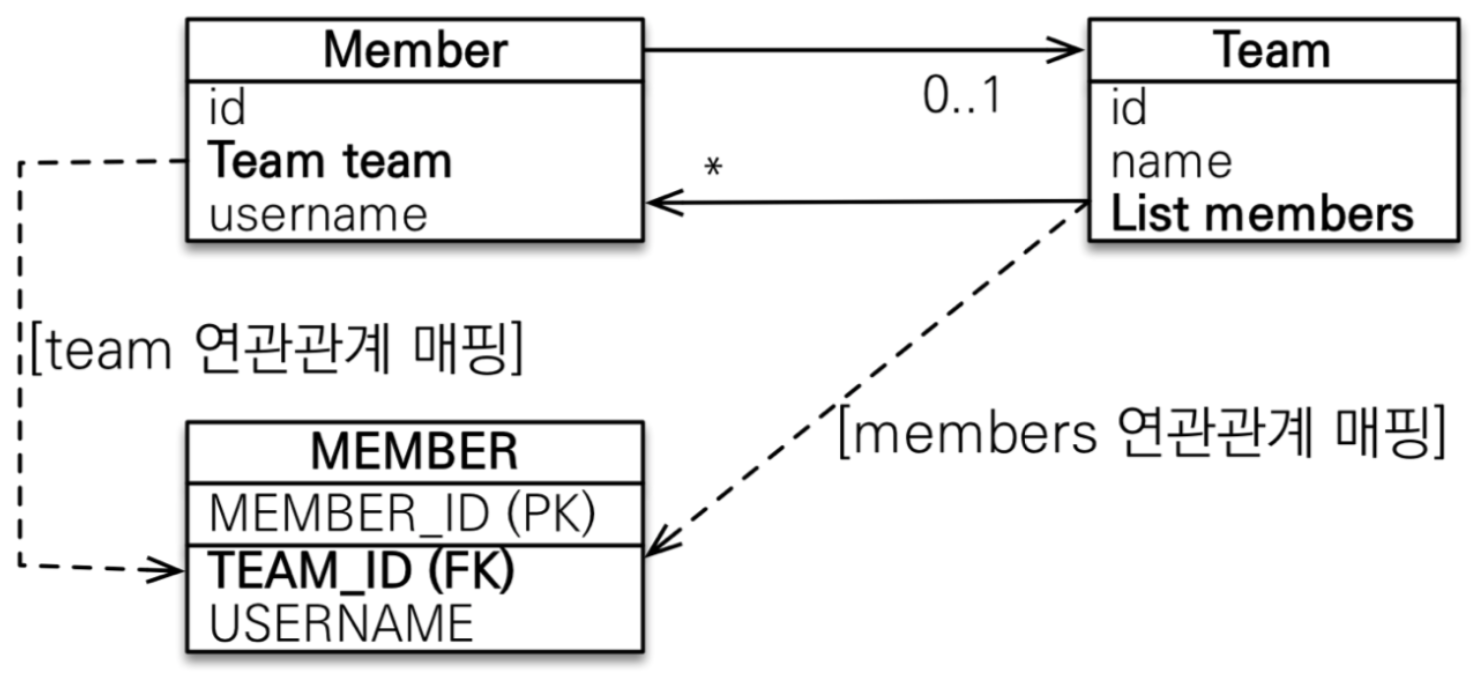 Member
id
Team team
username
0..1
*
Team
id
name
List members
[team 연관관계 매핑]
[members 연관관계 매핑]
MEMBER
MEMBER_ID (PK)
TEAM_ID (FK)
USERNAME